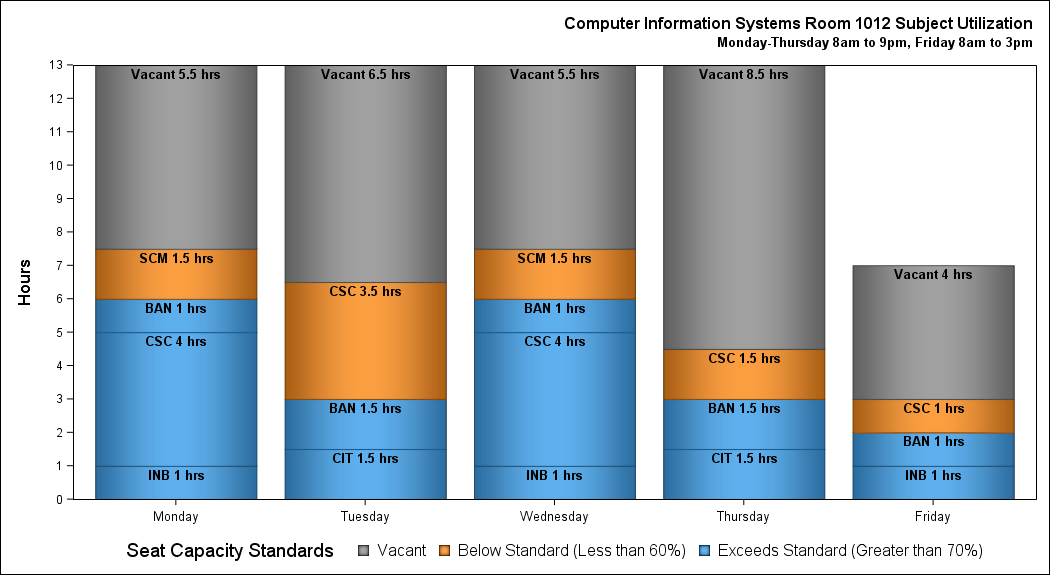 Computer Information Systems Room 1012 Subject Utilization
Monday-Thursday 8am to 9pm, Friday 8am to 3pm
Hours
13
12
11
10
9
8
7
6
5
4
3
2
1
0
Vacant 5.5 hrs
SCM 1.5 hrs
BAN 1 hrs
CSC 4 hrs
INB 1 hrs
Vacant 6.5 hrs
CSC 3.5 hrs
BAN 1.5 hrs
CIT 1.5 hrs
Vacant 5.5 hrs
SCM 1.5 hrs
BAN 1 hrs
CSC 4 hrs
INB 1 hrs
Vacant 8.5 hrs
CSC 1.5 hrs
BAN 1.5 hrs
CIT 1.5 hrs
Vacant 4 hrs
CSC 1 hrs
BAN 1 hrs
INB 1 hrs
Monday Tuesday Wednesday Thursday Friday
Seat Capacity Standards Vacant Below Standard (Less than 60%) Exceeds Standard (Greater than 70%)